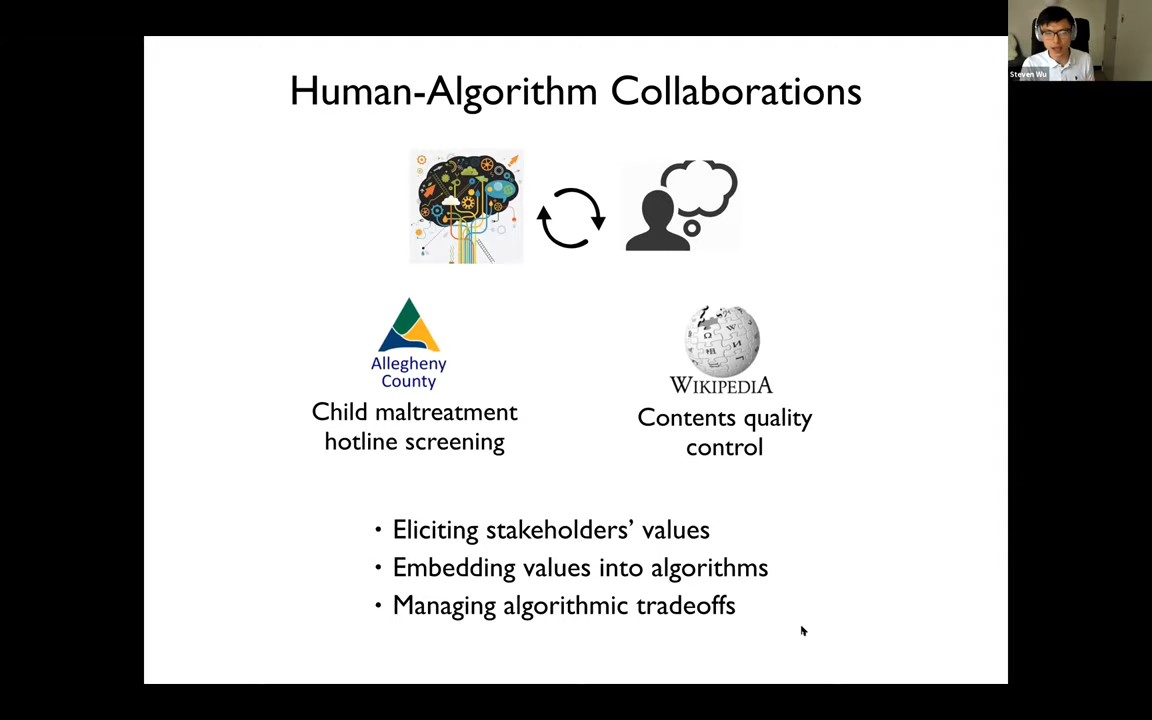 Steven Wu
Human-Algorithm Collaborations
Allegheny
County
Child maltreatment
hotline screening
WIKIPEDIA
Contents quality
control
• Eliciting stakeholders’ values
• Embedding values into algorithms
• Managing algorithmic tradeoffs